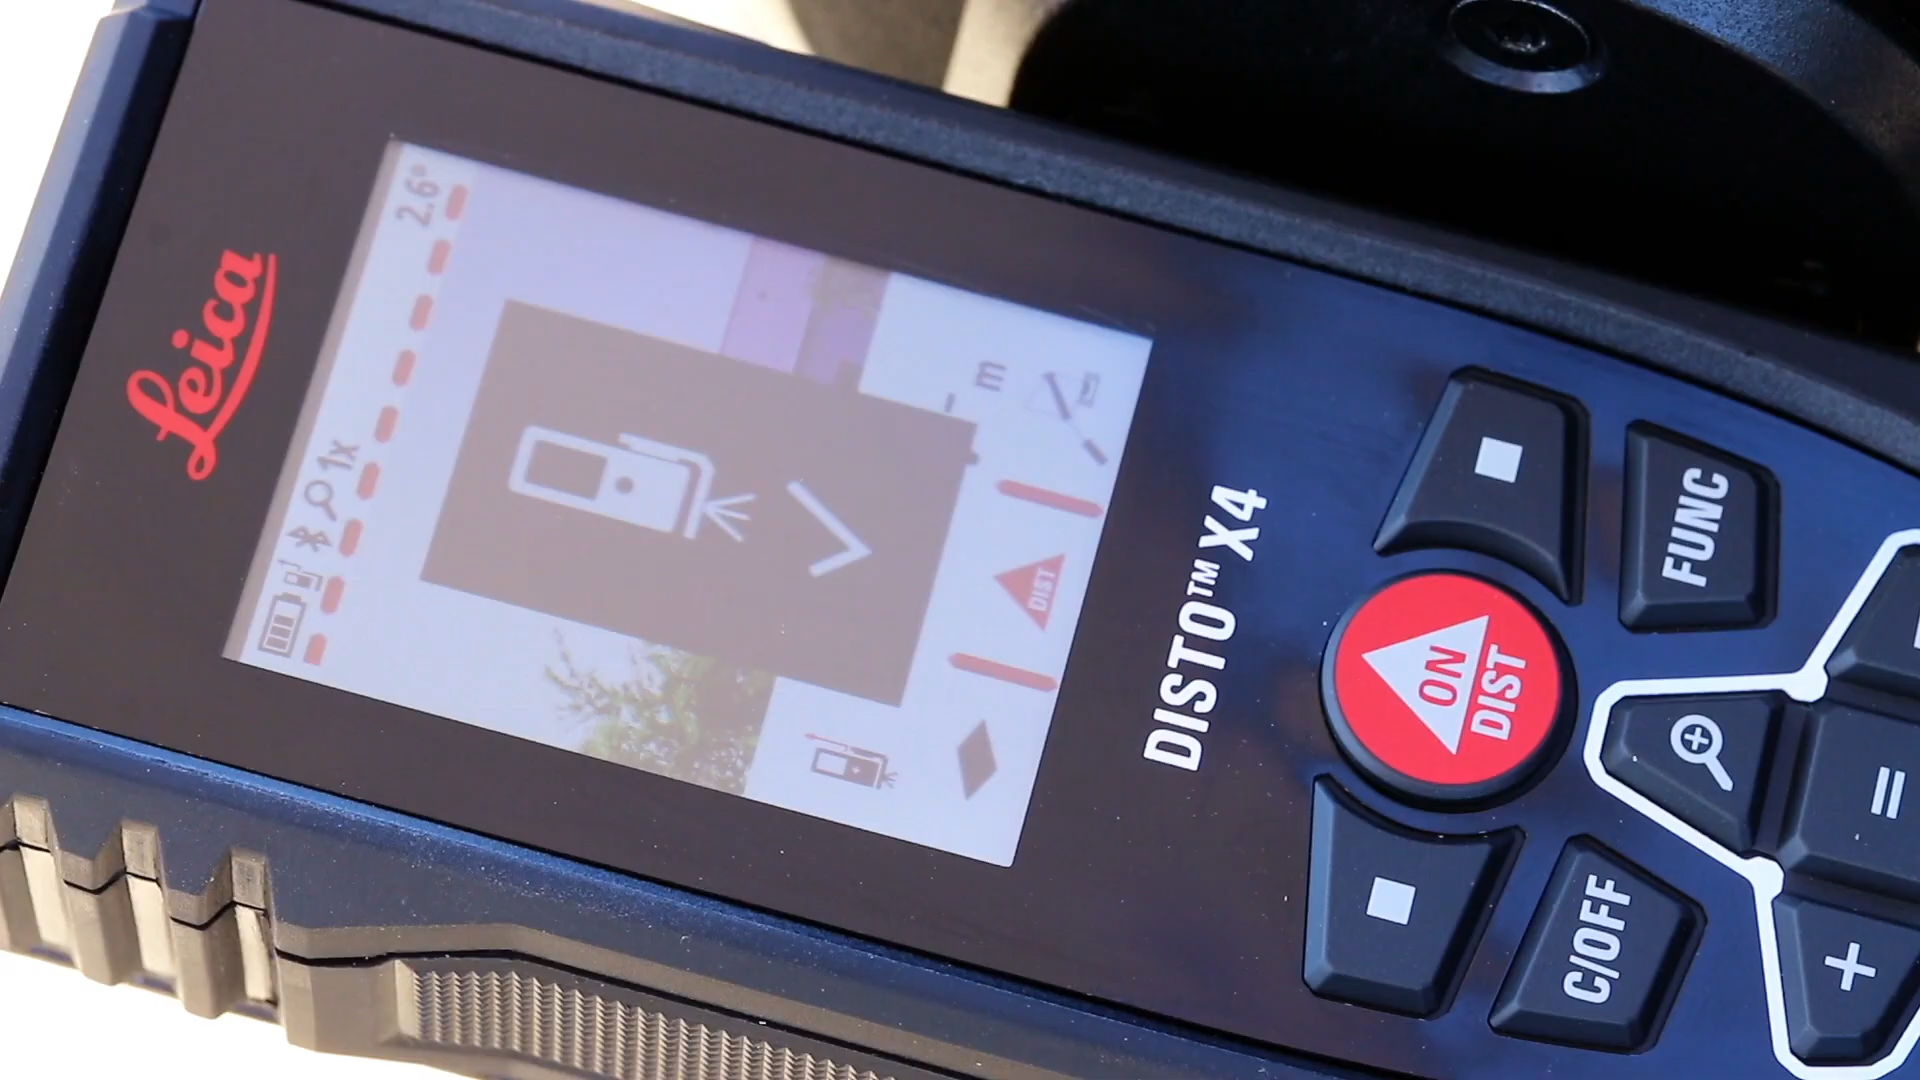 Leica
2.6°
1x
m
DIST
DISTO™ X4
FUNC
ON
DIST
=
C/OFF
+